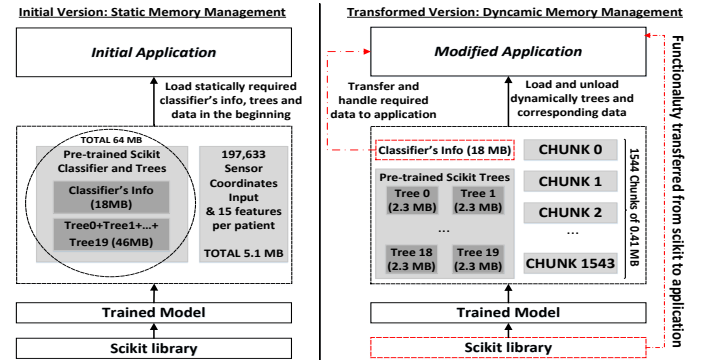 Initial Version: Static Memory Management
Initial Application
Load statically required
classifier's info, trees and
data in the beginning
TOTAL 64 MB
Pre-trained Scikit
Classifier and Trees
Classifier's Info
(18MB)
Tree0+Tree1+...+
Tree19 (46MB)
197,633
Sensor
Coordinates
Input
& 15 features
per patient
TOTAL 5.1 MB
Trained Model
Scikit library
Transformed Version: Dyncamic Memory Management
Modified Application
Transfer and
handle required
data to application
Load and unload
dynamically trees and
corresponding data
Classifier's Info (18 MB)
Pre-trained Scikit Trees
Tree 0
(2.3 MB)
Tree 1
(2.3 MB)
...
Tree 18
(2.3 MB)
Tree 19
(2.3 MB)
CHUNK 0
CHUNK 1
CHUNK 2
...
CHUNK 1543
1544 Chunks of 0.41 MB
Trained Model
Scikit library
Functionaluty transferred from scikit to application